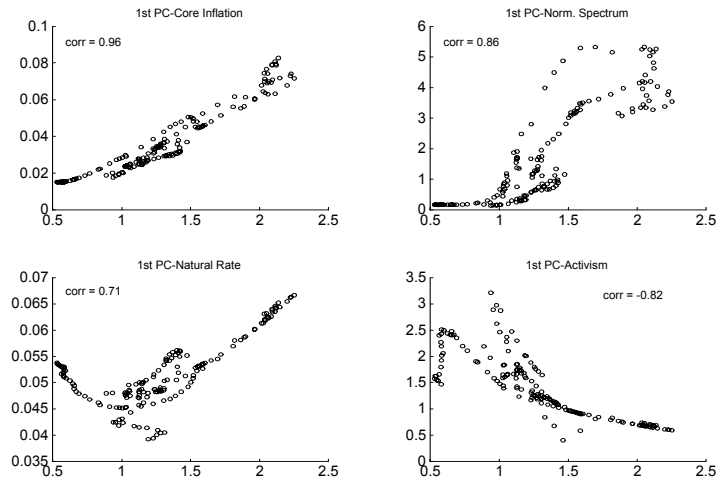 1st PC-Core Inflation
corr = 0.96
0.1
0.08
0.06
0.04
0.02
0
0.5 1 1.5 2 2.5
1st PC-Norm. Spectrum
corr = 0.86
6
5
4
3
2
1
0
0.5 1 1.5 2 2.5
1st PC-Natural Rate
corr = 0.71
0.07
0.065
0.06
0.055
0.05
0.045
0.04
0.035
0.5 1 1.5 2 2.5
1st PC-Activism
corr = -0.82
3.5
3
2.5
2
1.5
1
0.5
0
0.5 1 1.5 2 2.5